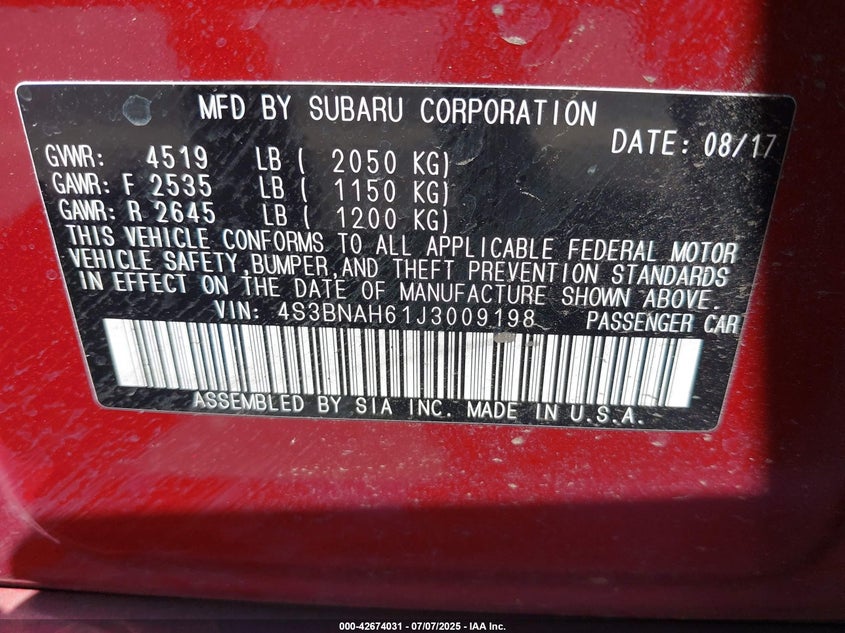 MFD BY SUBARU CORPORATION
DATE: 08/17
GVWR: 4519 LB ( 2050 KG)
GAWR: F 2535 LB ( 1150 KG)
GAWR: R 2645 LB ( 1200 KG)
THIS VEHICLE CONFORMS TO ALL APPLICABLE FEDERAL MOTOR
VEHICLE SAFETY,BUMPER,AND THEFT PREVENTION STANDARDS
IN EFFECT ON THE DATE OF MANUFACTURE SHOWN ABOVE.
VIN: 4S3BNAH61J3009198 PASSENGER CAR
ASSEMBLED BY SIA INC. MADE IN U.S.A.
000-42674031 - 07/07/2025 - IAA Inc.